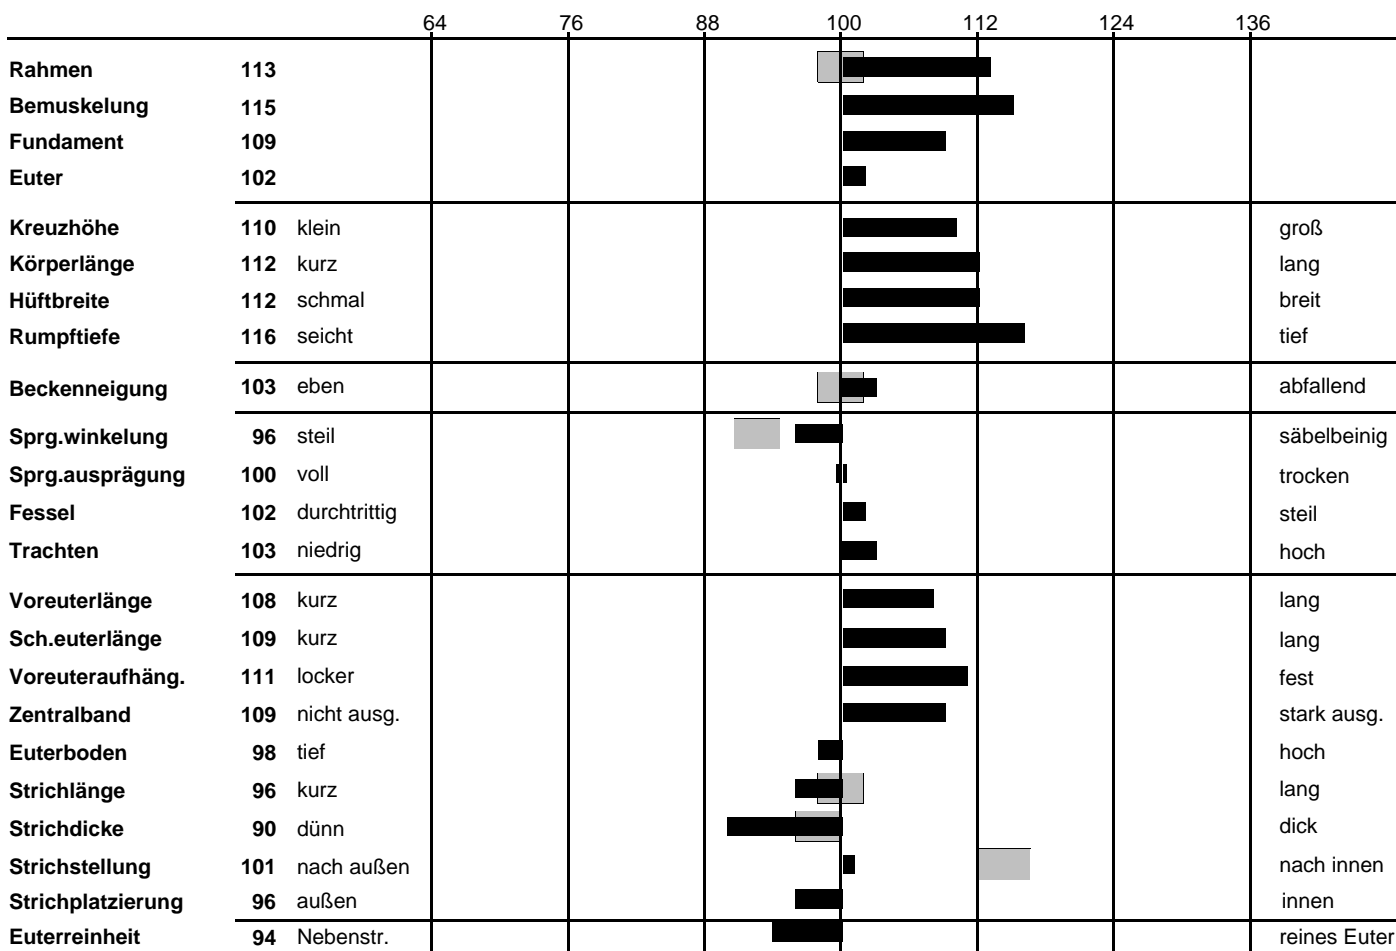 64 76 88 100 112 124 136
Rahmen 113
Bemuskelung 115
Fundament 109
Euter 102
Kreuzhöhe 110 klein groß
Körperlänge 112 kurz lang
Hüftbreite 112 schmal breit
Rumpftiefe 116 seicht tief
Beckenneigung 103 eben abfallend
Sprg.winkelung 96 steil säbelbeinig
Sprg.ausprägung 100 voll trocken
Fessel 102 durchtrittig steil
Trachten 103 niedrig hoch
Voreuterlänge 108 kurz lang
Sch.euterlänge 109 kurz lang
Voreuteraufhäng. 111 locker fest
Zentralband 109 nicht ausg. stark ausg.
Euterboden 98 tief hoch
Strichlänge 96 kurz lang
Strichdicke 90 dünn dick
Strichstellung 101 nach außen nach innen
Strichplatzierung 96 außen innen
Euterreinheit 94 Nebenstr. reines Euter